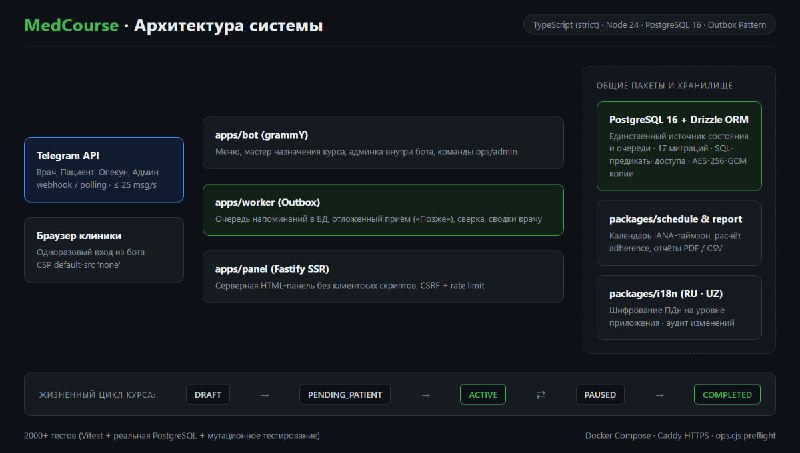 MedCourse · Архитектура системы
TypeScript (strict) · Node 24 · PostgreSQL 16 · Outbox Pattern
Telegram API
Врач, Пациент, Опекун, Админ
webhook / polling · ≤ 25 msg/s
Браузер клиники
Одноразовый вход из бота
CSP default-src 'none'
apps/bot (grammY)
Меню, мастер назначения курса, админка внутри бота, команды ops/admin
apps/worker (Outbox)
Очередь напоминаний в БД, отложенный приём («Позже»), сверка, сводки врачу
apps/panel (Fastify SSR)
Серверная HTML-панель без клиентских скриптов, CSRF + rate limit
ОБЩИЕ ПАКЕТЫ И ХРАНИЛИЩЕ
PostgreSQL 16 + Drizzle ORM
Единственный источник состояния
и очереди · 17 миграций · SQL-
предикаты доступа · AES-256-GCM
копии
packages/schedule & report
Календарь, IANA-таймзон, расчёт
adherence, отчёты PDF / CSV
packages/i18n (RU · UZ)
Шифрование ПДн на уровне
приложения · аудит изменений
ЖИЗНЕННЫЙ ЦИКЛ КУРСА:
DRAFT → PENDING_PATIENT → ACTIVE ⇄ PAUSED → COMPLETED
2000+ тестов (Vitest + реальная PostgreSQL + мутационное тестирование)
Docker Compose · Caddy HTTPS · ops.cjs preflight